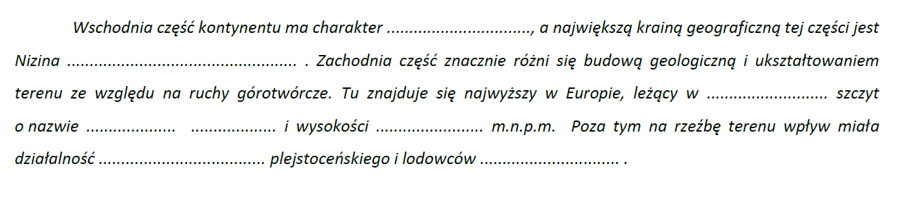 Wschodnia część kontynentu ma charakter ................................, a największą krainą geograficzną tej części jest
Nizina ................................................... . Zachodnia część znacznie różni się budową geologiczną i ukształtowaniem
terenu ze względu na ruchy górotwórcze. Tu znajduje się najwyższy w Europie, leżący w ........................... szczyt
o nazwie .................... ................... i wysokości ........................ m.n.p.m. Poza tym na rzeźbę terenu wpływ miała
działalność ..................................... plejstoceńskiego i lodowców ............................... .